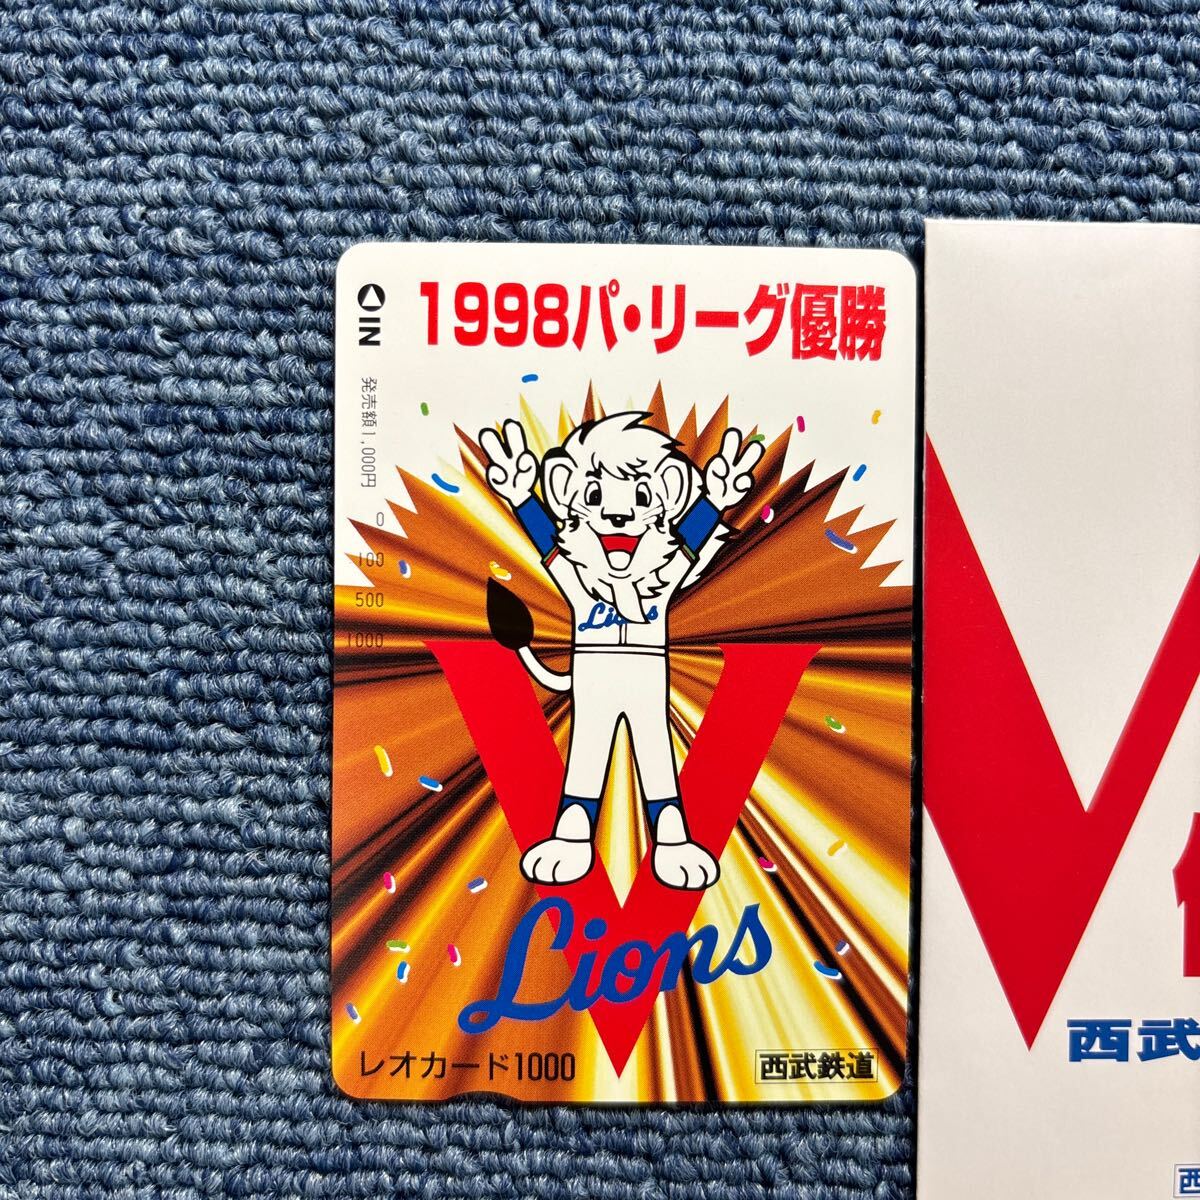 1998パ・リーグ優勝
IN
発売額1,000円
0
100
500
1000
Lions
Lions
レオカード1000
西武鉄道
西武
西